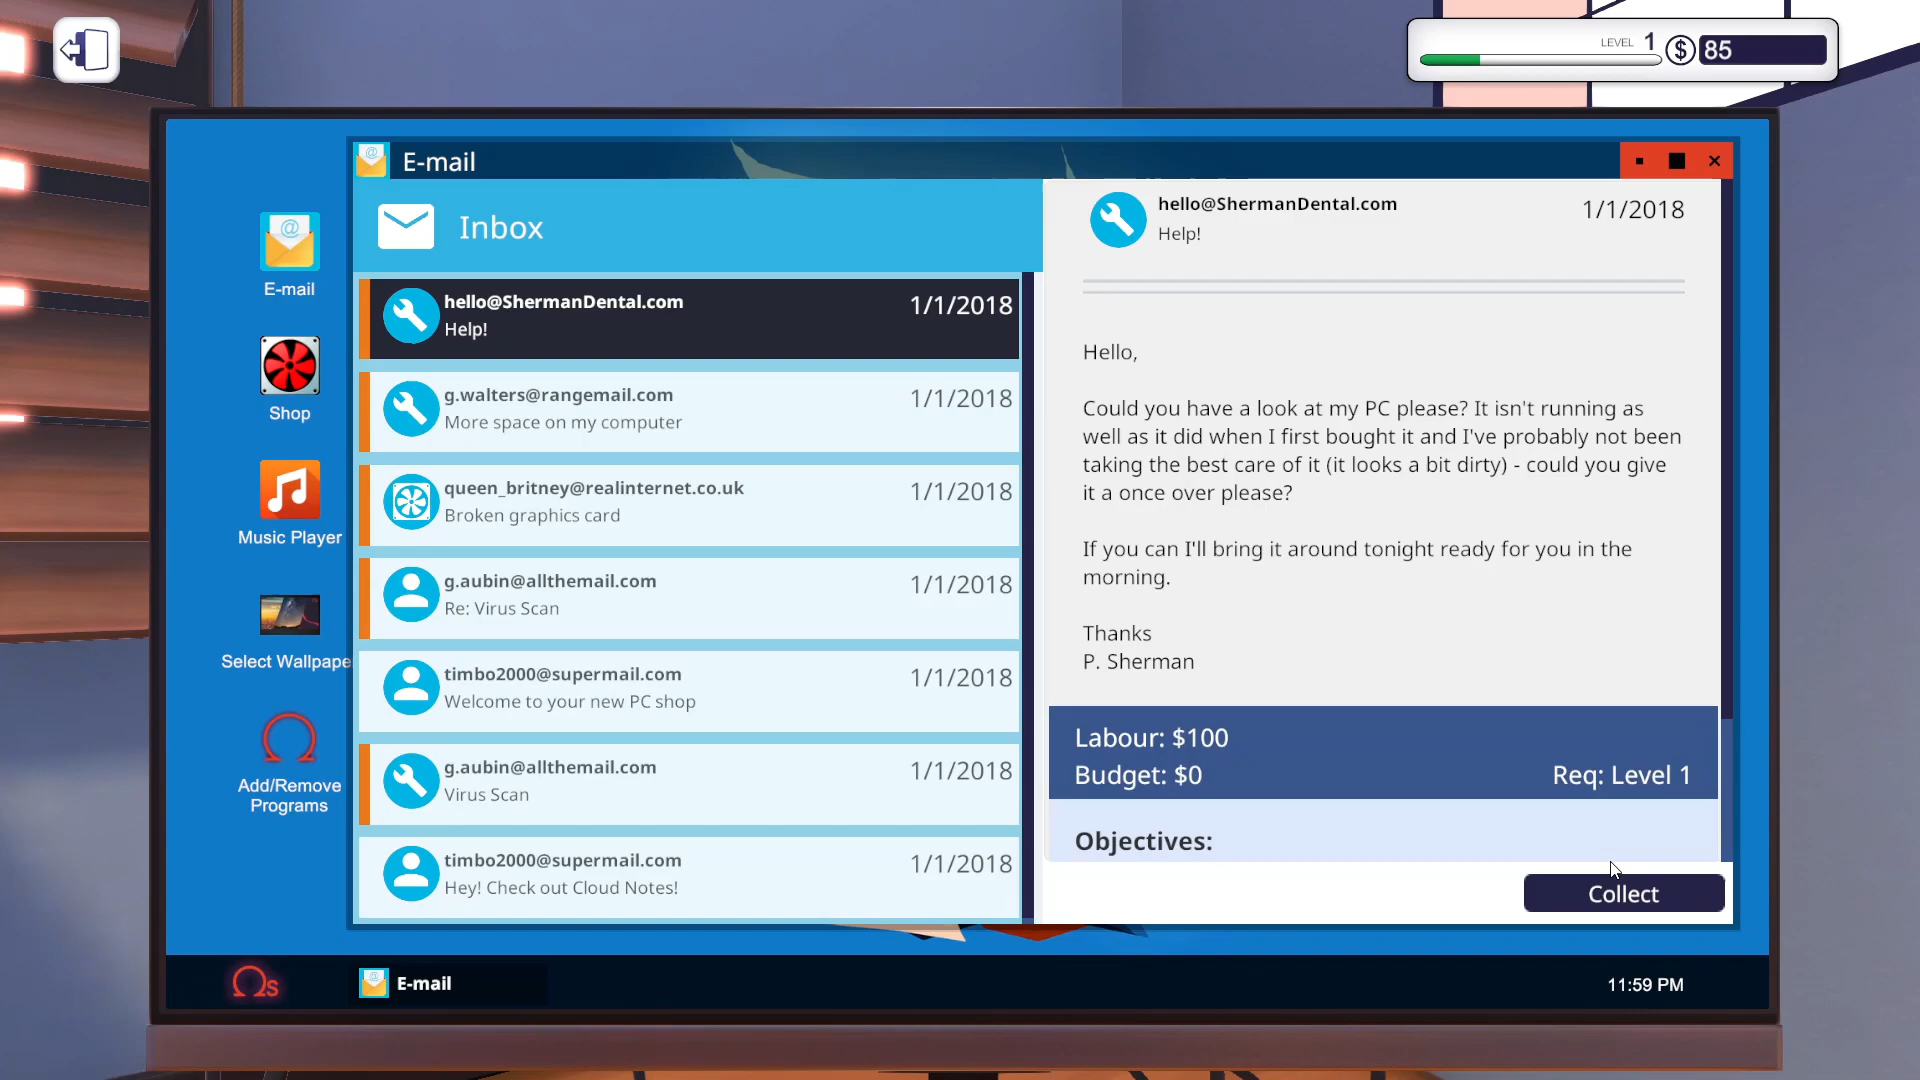 LEVEL 1
$ 85
E-mail
E-mail
Shop
Music Player
Select Wallpape
Add/Remove
Programs
Inbox
hello@ShermanDental.com
1/1/2018
Help!
g.walters@rangemail.com
1/1/2018
More space on my computer
queen_britney@realinternet.co.uk
1/1/2018
Broken graphics card
g.aubin@allthemail.com
1/1/2018
Re: Virus Scan
timbo2000@supermail.com
1/1/2018
Welcome to your new PC shop
g.aubin@allthemail.com
1/1/2018
Virus Scan
timbo2000@supermail.com
1/1/2018
Hey! Check out Cloud Notes!
hello@ShermanDental.com
1/1/2018
Help!
Hello,
Could you have a look at my PC please? It isn't running as
well as it did when I first bought it and I've probably not been
taking the best care of it (it looks a bit dirty) - could you give
it a once over please?
If you can I'll bring it around tonight ready for you in the
morning.
Thanks
P. Sherman
Labour: $100
Budget: $0
Req: Level 1
Objectives:
Collect
Ωs
E-mail
11:59 PM